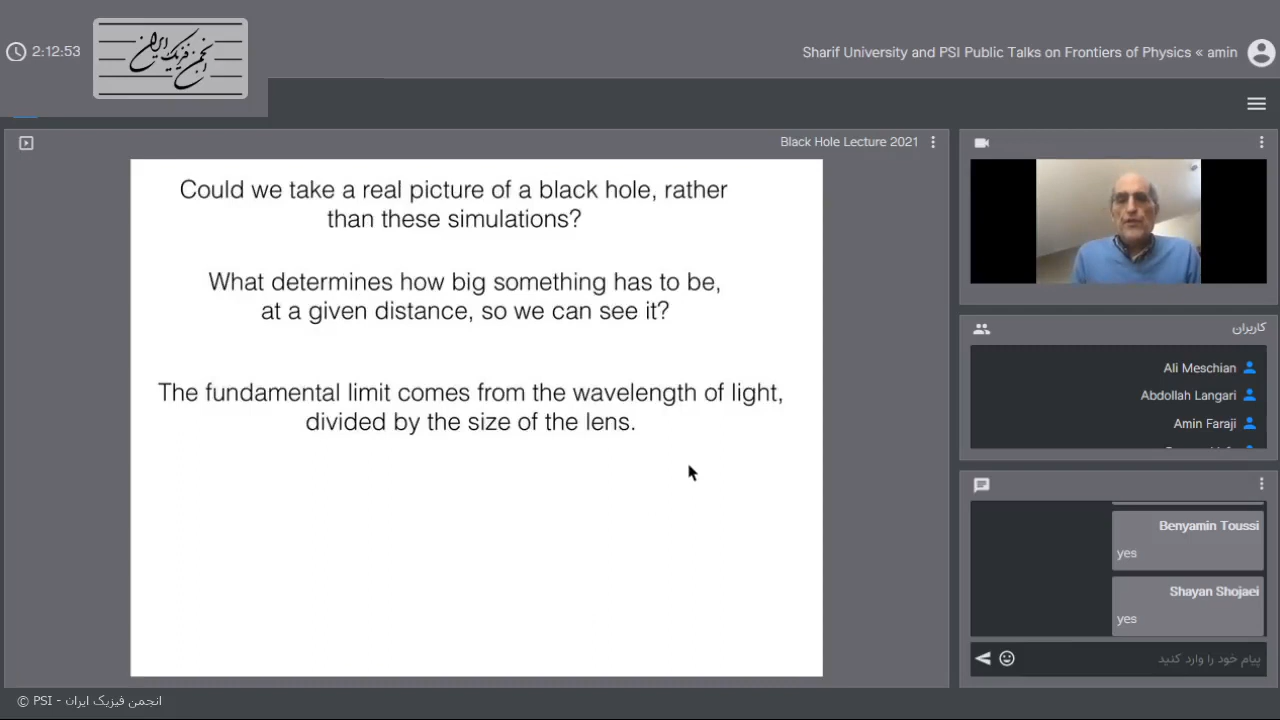 2:12:53
انجمن فیزیک ایران
Sharif University and PSI Public Talks on Frontiers of Physics « amin
Black Hole Lecture 2021
Could we take a real picture of a black hole, rather
than these simulations?
What determines how big something has to be,
at a given distance, so we can see it?
The fundamental limit comes from the wavelength of light,
divided by the size of the lens.
کاربران
Ali Meschian
Abdollah Langari
Amin Faraji
Benyamin Toussi
yes
Shayan Shojaei
yes
پیام خود را وارد کنید
© PSI - انجمن فیزیک ایران